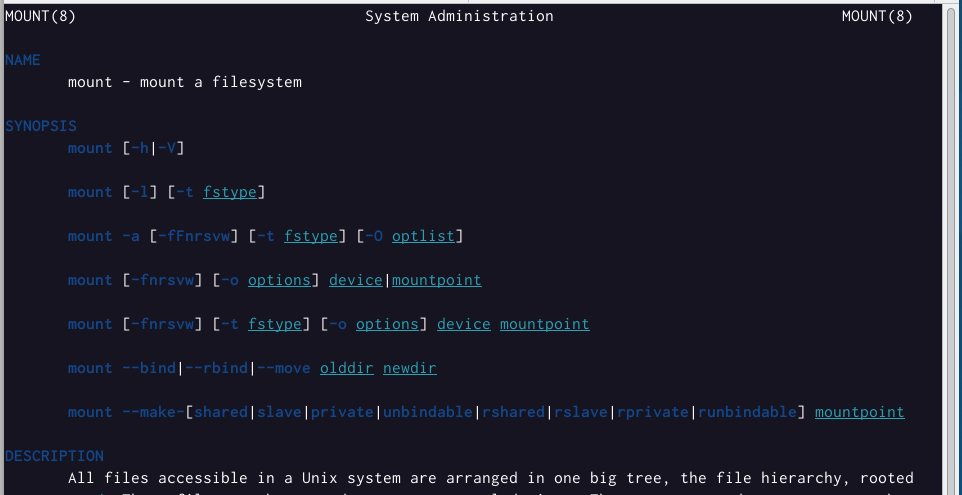 MOUNT(8) System Administration MOUNT(8)
NAME
mount - mount a filesystem
SYNOPSIS
mount [-h|-V]
mount [-l] [-t fstype]
mount -a [-fFnrsvw] [-t fstype] [-O optlist]
mount [-fnrsvw] [-o options] device|mountpoint
mount [-fnrsvw] [-t fstype] [-o options] device mountpoint
mount --bind|--rbind|--move olddir newdir
mount --make-[shared|slave|private|unbindable|rshared|rslave|rprivate|runbindable] mountpoint
DESCRIPTION
All files accessible in a Unix system are arranged in one big tree, the file hierarchy, rooted